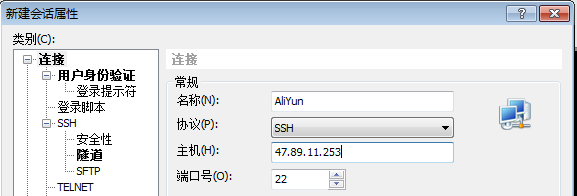 新建会话属性
类别(C):
连接
用户身份验证
登录提示符
登录脚本
SSH
安全性
隧道
SFTP
TELNET
连接
常规
名称(N): AliYun
协议(P): SSH
主机(H): 47.89.11.253
端口号(O): 22